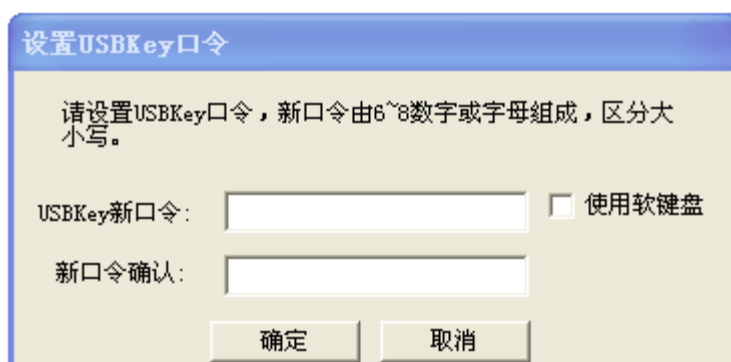 设置USBKey口令
请设置USBKey口令，新口令由6~8数字或字母组成，区分大
小写。
USBKey新口令:
使用软键盘
新口令确认:
确定
取消